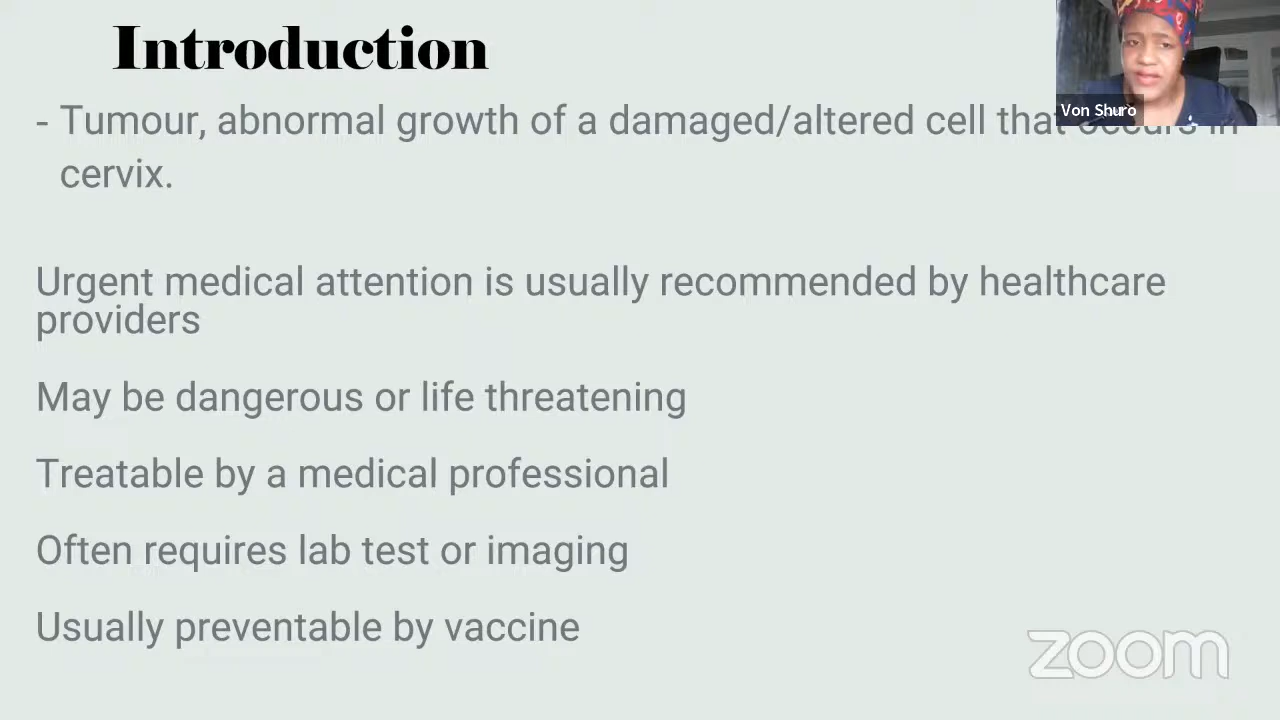 Introduction
Von Shuro
- Tumour, abnormal growth of a damaged/altered cell that occurs in
cervix.
Urgent medical attention is usually recommended by healthcare
providers
May be dangerous or life threatening
Treatable by a medical professional
Often requires lab test or imaging
Usually preventable by vaccine
zoom